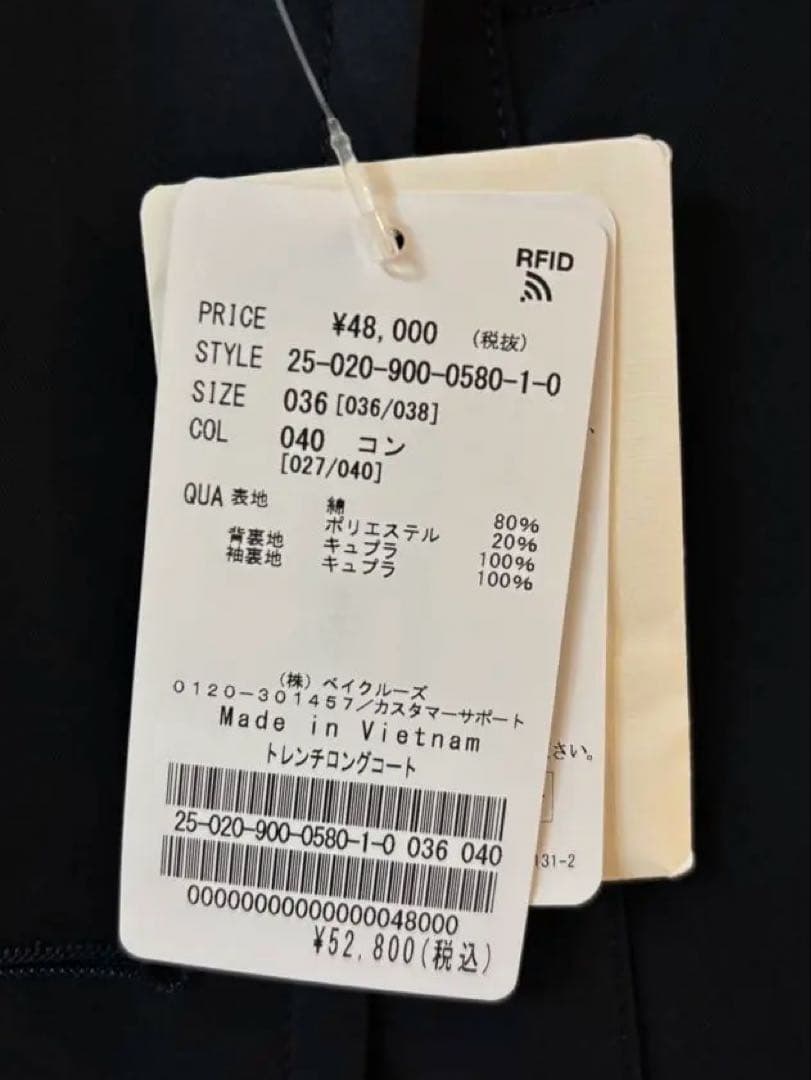 RFID
PRICE ¥48,000 (税抜)
STYLE 25-020-900-0580-1-0
SIZE 036 [036/038]
COL 040 コン
[027/040]
QUA 表地 綿 80%
ポリエステル 20%
背裏地 キュプラ 100%
袖裏地 キュプラ 100%
(株) ベイクルーズ
0120-301457/カスタマーサポート
Made in Vietnam
トレンチロングコート
25-020-900-0580-1-0 036 040
00000000000000048000
¥52,800(税込)
さい。
131-2